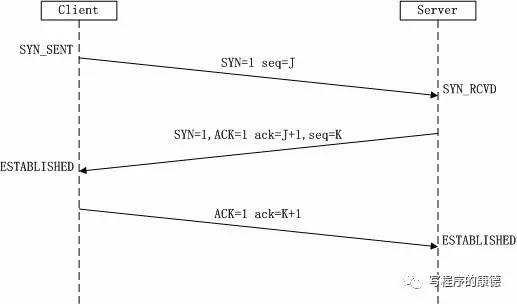 Client
Server
SYN_SENT
SYN=1 seq=J
SYN_RCVD
SYN=1,ACK=1 ack=J+1,seq=K
ESTABLISHED
ACK=1 ack=K+1
ESTABLISHED
写程序的康德